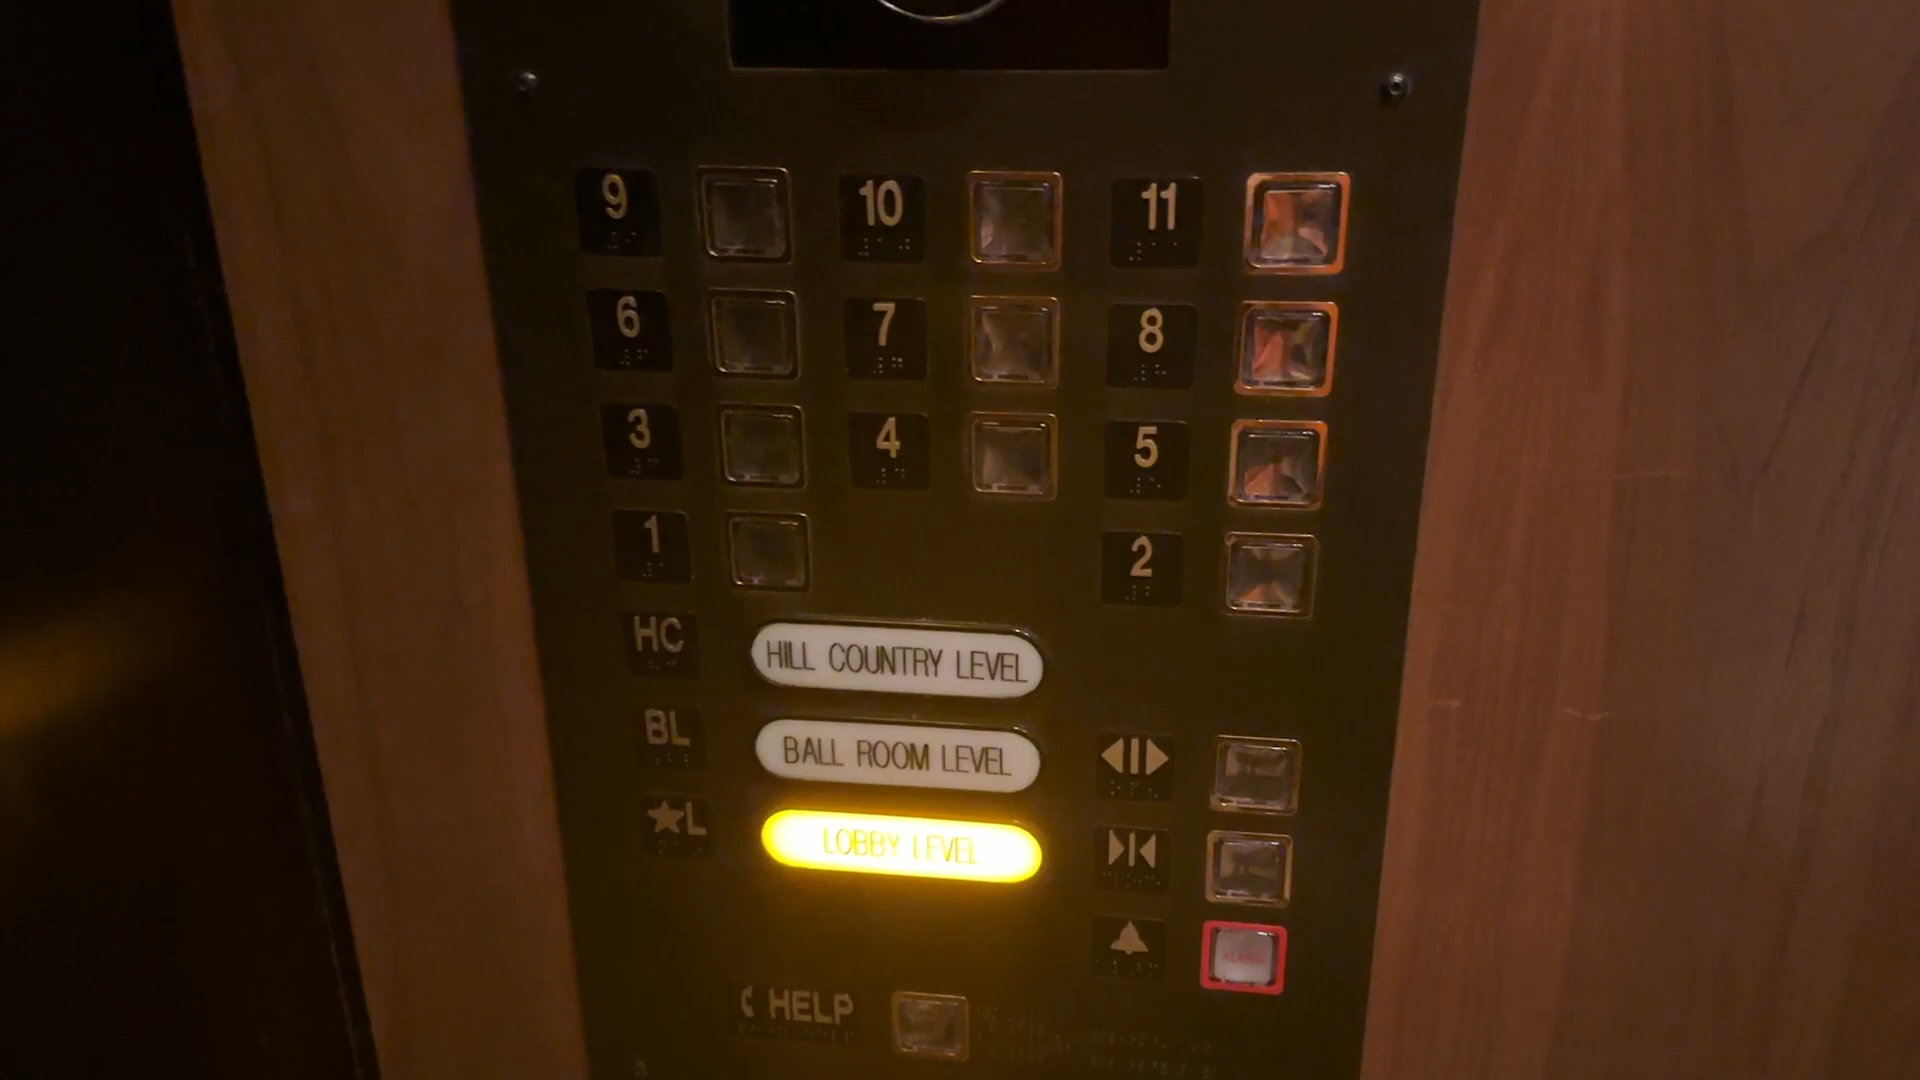 9 10 11
6 7 8
3 4 5
1 2
HC HILL COUNTRY LEVEL
BL BALL ROOM LEVEL
★L LOBBY LEVEL
ALARM
HELP